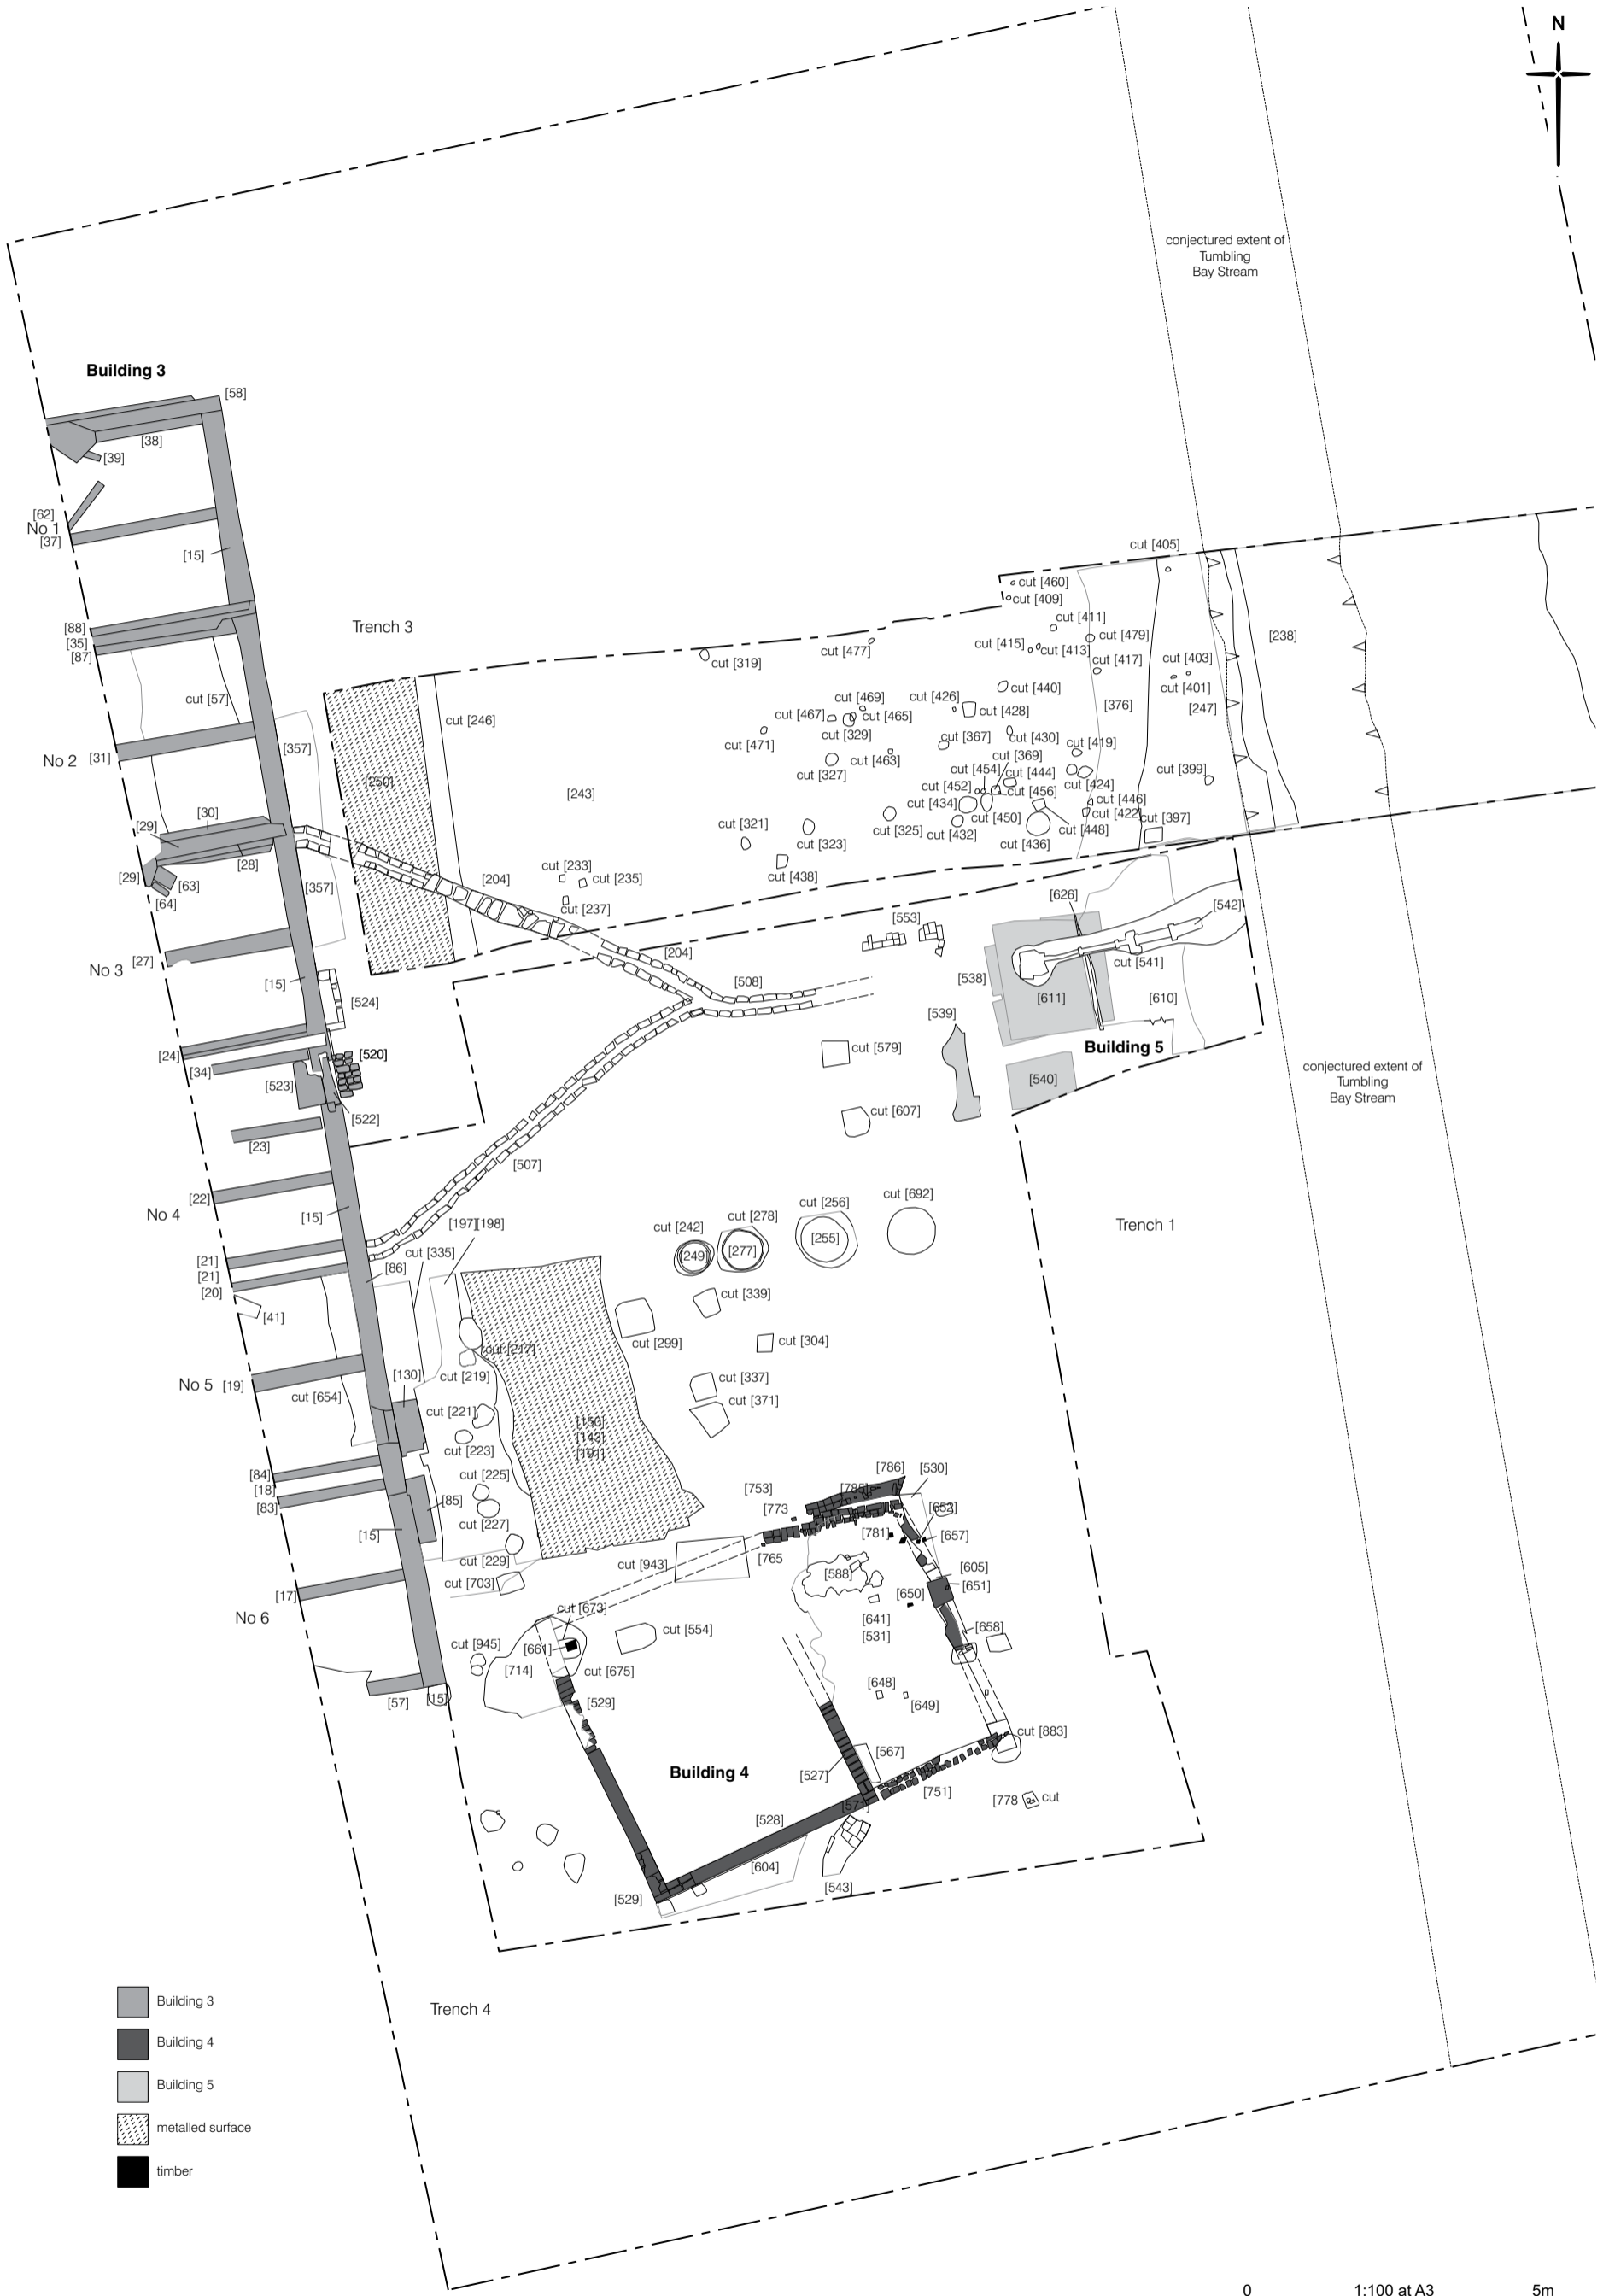 N
conjectured extent of
Tumbling
Bay Stream
Building 3
[58]
[38]
[39]
[62]
No 1
[37]
[15]
cut [405]
cut [460]
cut [409]
cut [411]
[88]
[35]
[87]
Trench 3
cut [319]
cut [477]
cut [415]
cut [413]
cut [479]
cut [417]
[238]
cut [403]
cut [401]
cut [57]
cut [246]
cut [469]
cut [426]
cut [440]
cut [467]
cut [465]
cut [428]
[376]
[247]
cut [329]
cut [471]
cut [367]
cut [430]
cut [419]
[357]
No 2
[31]
[250]
[243]
cut [327]
cut [463]
cut [369]
cut [454]
cut [444]
cut [399]
cut [452]
cut [456]
cut [424]
cut [434]
cut [446]
[30]
[29]
cut [321]
cut [323]
cut [325]
cut [432]
cut [450]
cut [448]
cut [422]
cut [397]
cut [436]
[28]
[29]
[63]
[64]
[357]
cut [233]
[204]
cut [235]
cut [438]
cut [237]
[626]
[542]
[553]
[27]
No 3
[204]
cut [541]
[538]
[15]
[508]
[611]
[610]
[524]
[539]
[24]
[520]
[34]
cut [579]
Building 5
[523]
[540]
conjectured extent of
Tumbling
Bay Stream
[522]
cut [607]
[23]
[507]
[22]
No 4
[15]
cut [692]
cut [256]
cut [278]
[197]
[198]
cut [242]
Trench 1
[249]
[277]
[255]
cut [335]
[21]
[21]
[20]
[86]
cut [339]
[41]
cut [299]
cut [304]
cut [217]
No 5
[19]
[130]
cut [219]
cut [337]
cut [654]
cut [371]
cut [221]
[150]
[143]
[191]
cut [223]
[84]
[18]
[83]
cut [225]
[786]
[530]
[753]
[785]
[85]
[773]
cut [227]
[15]
[781]
[657]
cut [229]
cut [943]
[765]
cut [703]
[588]
[605]
[651]
[17]
[650]
No 6
cut [673]
[641]
[531]
[658]
cut [554]
cut [945]
[661]
[714]
cut [675]
[648]
[649]
[57]
[15]
[529]
cut [883]
[567]
Building 4
[527]
[751]
[778
cut
[571]
[528]
[604]
[543]
[529]
Building 3
Building 4
Building 5
metalled surface
timber
Trench 4
0
1:100 at A3
5m